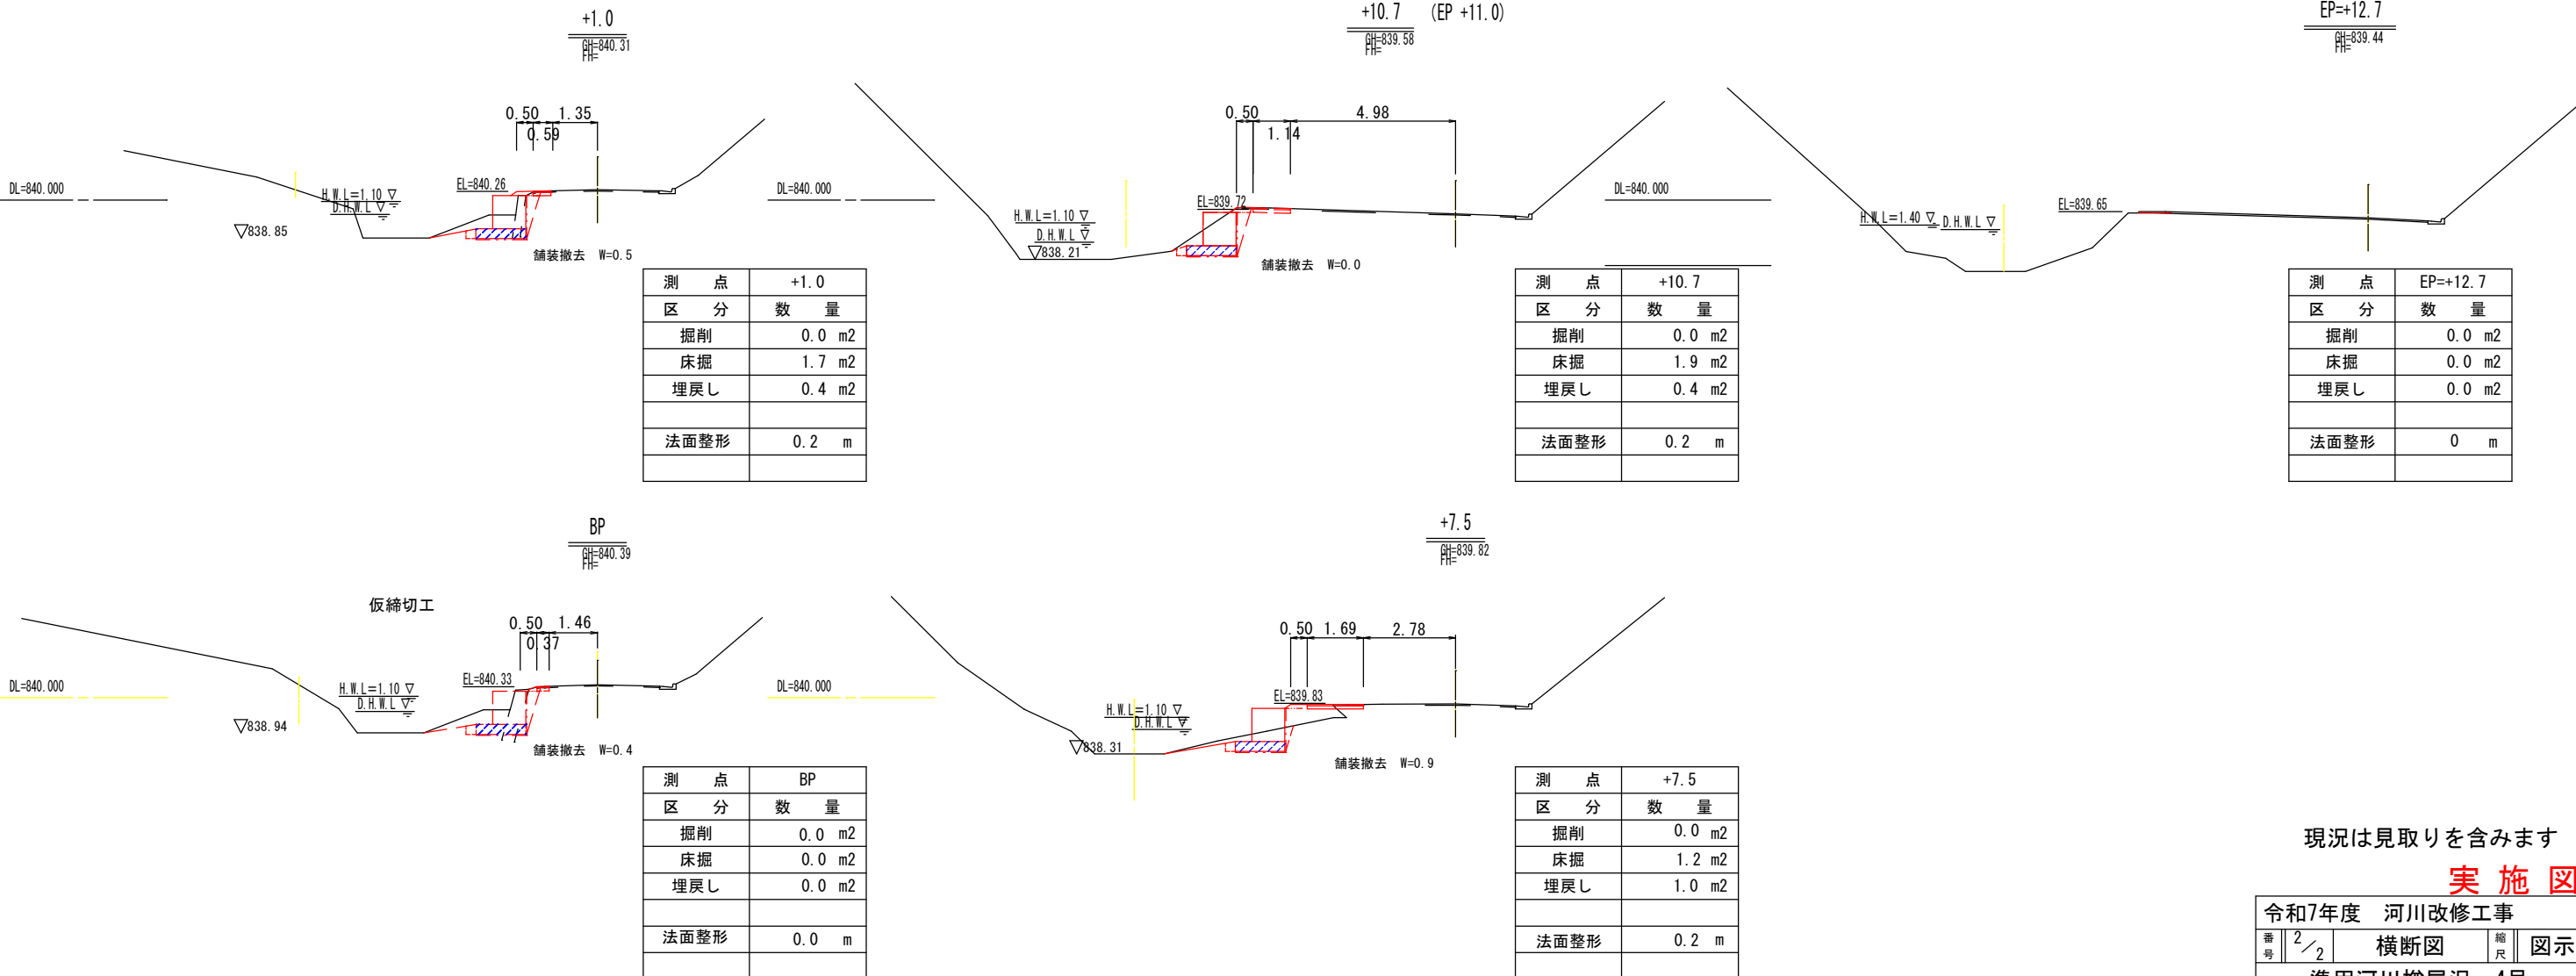 +1.0
GH=840.31
FH=
0.50 1.35
0.59
DL=840.000
H.W.L=1.10 ▽
D.H.W.L ▽
EL=840.26
▽838.85
舗装撤去 W=0.5
測 点 +1.0
区 分 数 量
掘削 0.0 m2
床掘 1.7 m2
埋戻し 0.4 m2
法面整形 0.2 m
+10.7 (EP +11.0)
GH=839.58
FH=
0.50 4.98
1.14
DL=840.000
H.W.L=1.10 ▽
D.H.W.L ▽
EL=839.72
▽838.21
舗装撤去 W=0.0
測 点 +10.7
区 分 数 量
掘削 0.0 m2
床掘 1.9 m2
埋戻し 0.4 m2
法面整形 0.2 m
EP=+12.7
GH=839.44
FH=
DL=840.000
H.W.L=1.40 ▽ D.H.W.L ▽
EL=839.65
測 点 EP=+12.7
区 分 数 量
掘削 0.0 m2
床掘 0.0 m2
埋戻し 0.0 m2
法面整形 0 m
BP
GH=840.39
FH=
仮締切工
0.50 1.46
0.37
DL=840.000
H.W.L=1.10 ▽
D.H.W.L ▽
EL=840.33
▽838.94
舗装撤去 W=0.4
測 点 BP
区 分 数 量
掘削 0.0 m2
床掘 0.0 m2
埋戻し 0.0 m2
法面整形 0.0 m
+7.5
GH=839.82
FH=
0.50 1.69 2.78
DL=840.000
H.W.L=1.10 ▽
D.H.W.L ▽
EL=839.83
▽838.31
舗装撤去 W=0.9
測 点 +7.5
区 分 数 量
掘削 0.0 m2
床掘 1.2 m2
埋戻し 1.0 m2
法面整形 0.2 m
現況は見取りを含みます
実施図
令和7年度 河川改修工事
番号 2/2 横断図 縮尺 図示